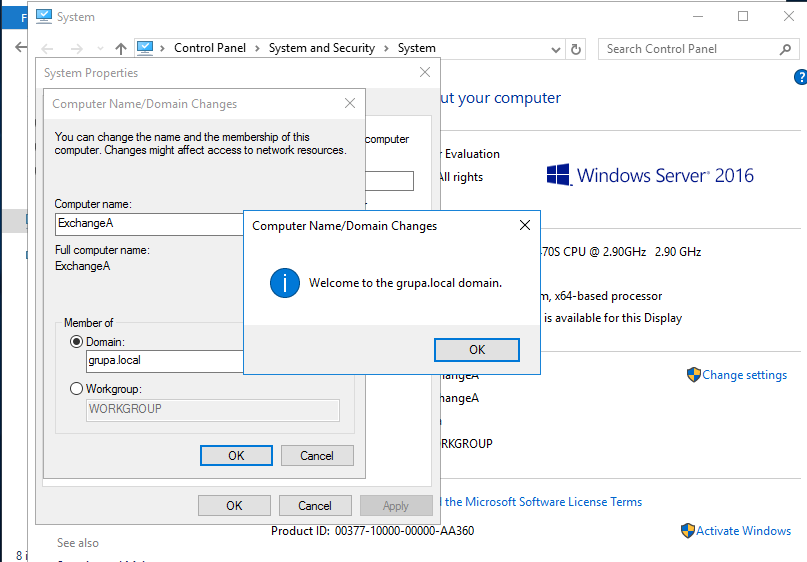 F
System
Control Panel > System and Security > System
Search Control Panel
?
System Properties
Computer Name/Domain Changes
You can change the name and the membership of this
computer. Changes might affect access to network resources.
Computer name:
ExchangeA
Full computer name:
ExchangeA
Member of
Domain:
grupa.local
Workgroup:
WORKGROUP
OK
Cancel
OK
Cancel
Apply
computer
Computer Name/Domain Changes
Welcome to the grupa.local domain.
OK
ut your computer
Evaluation
All rights
Windows Server® 2016
70S CPU @ 2.90GHz 2.90 GHz
m, x64-based processor
is available for this Display
hangeA
hangeA
RKGROUP
Change settings
the Microsoft Software License Terms
Product ID: 00377-10000-00000-AA360
Activate Windows
See also
8 i